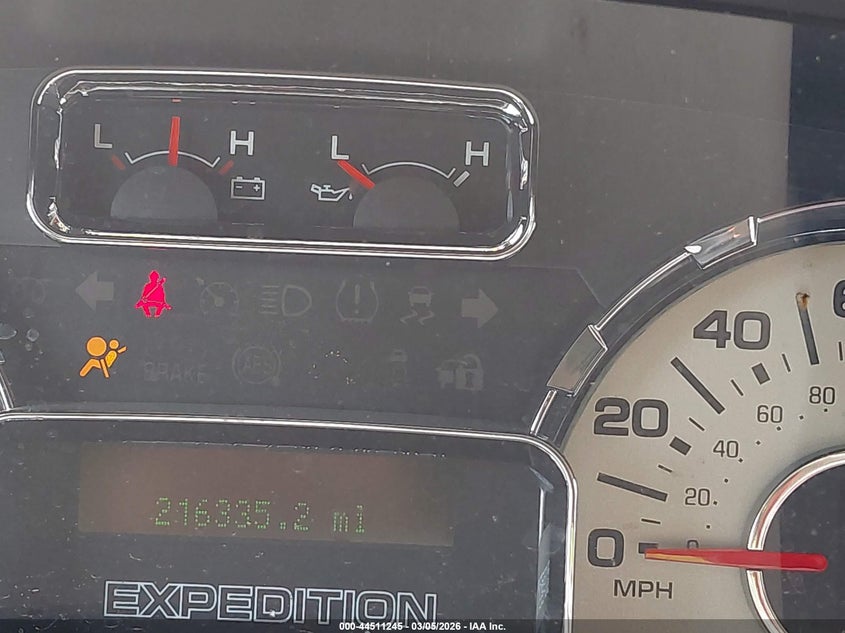 L H L H
BRAKE ABS
216935.2 mi
EXPEDITION
40
20
0
MPH
80
60
40
20
0
000-44511245 - 03/05/2026 - IAA Inc.